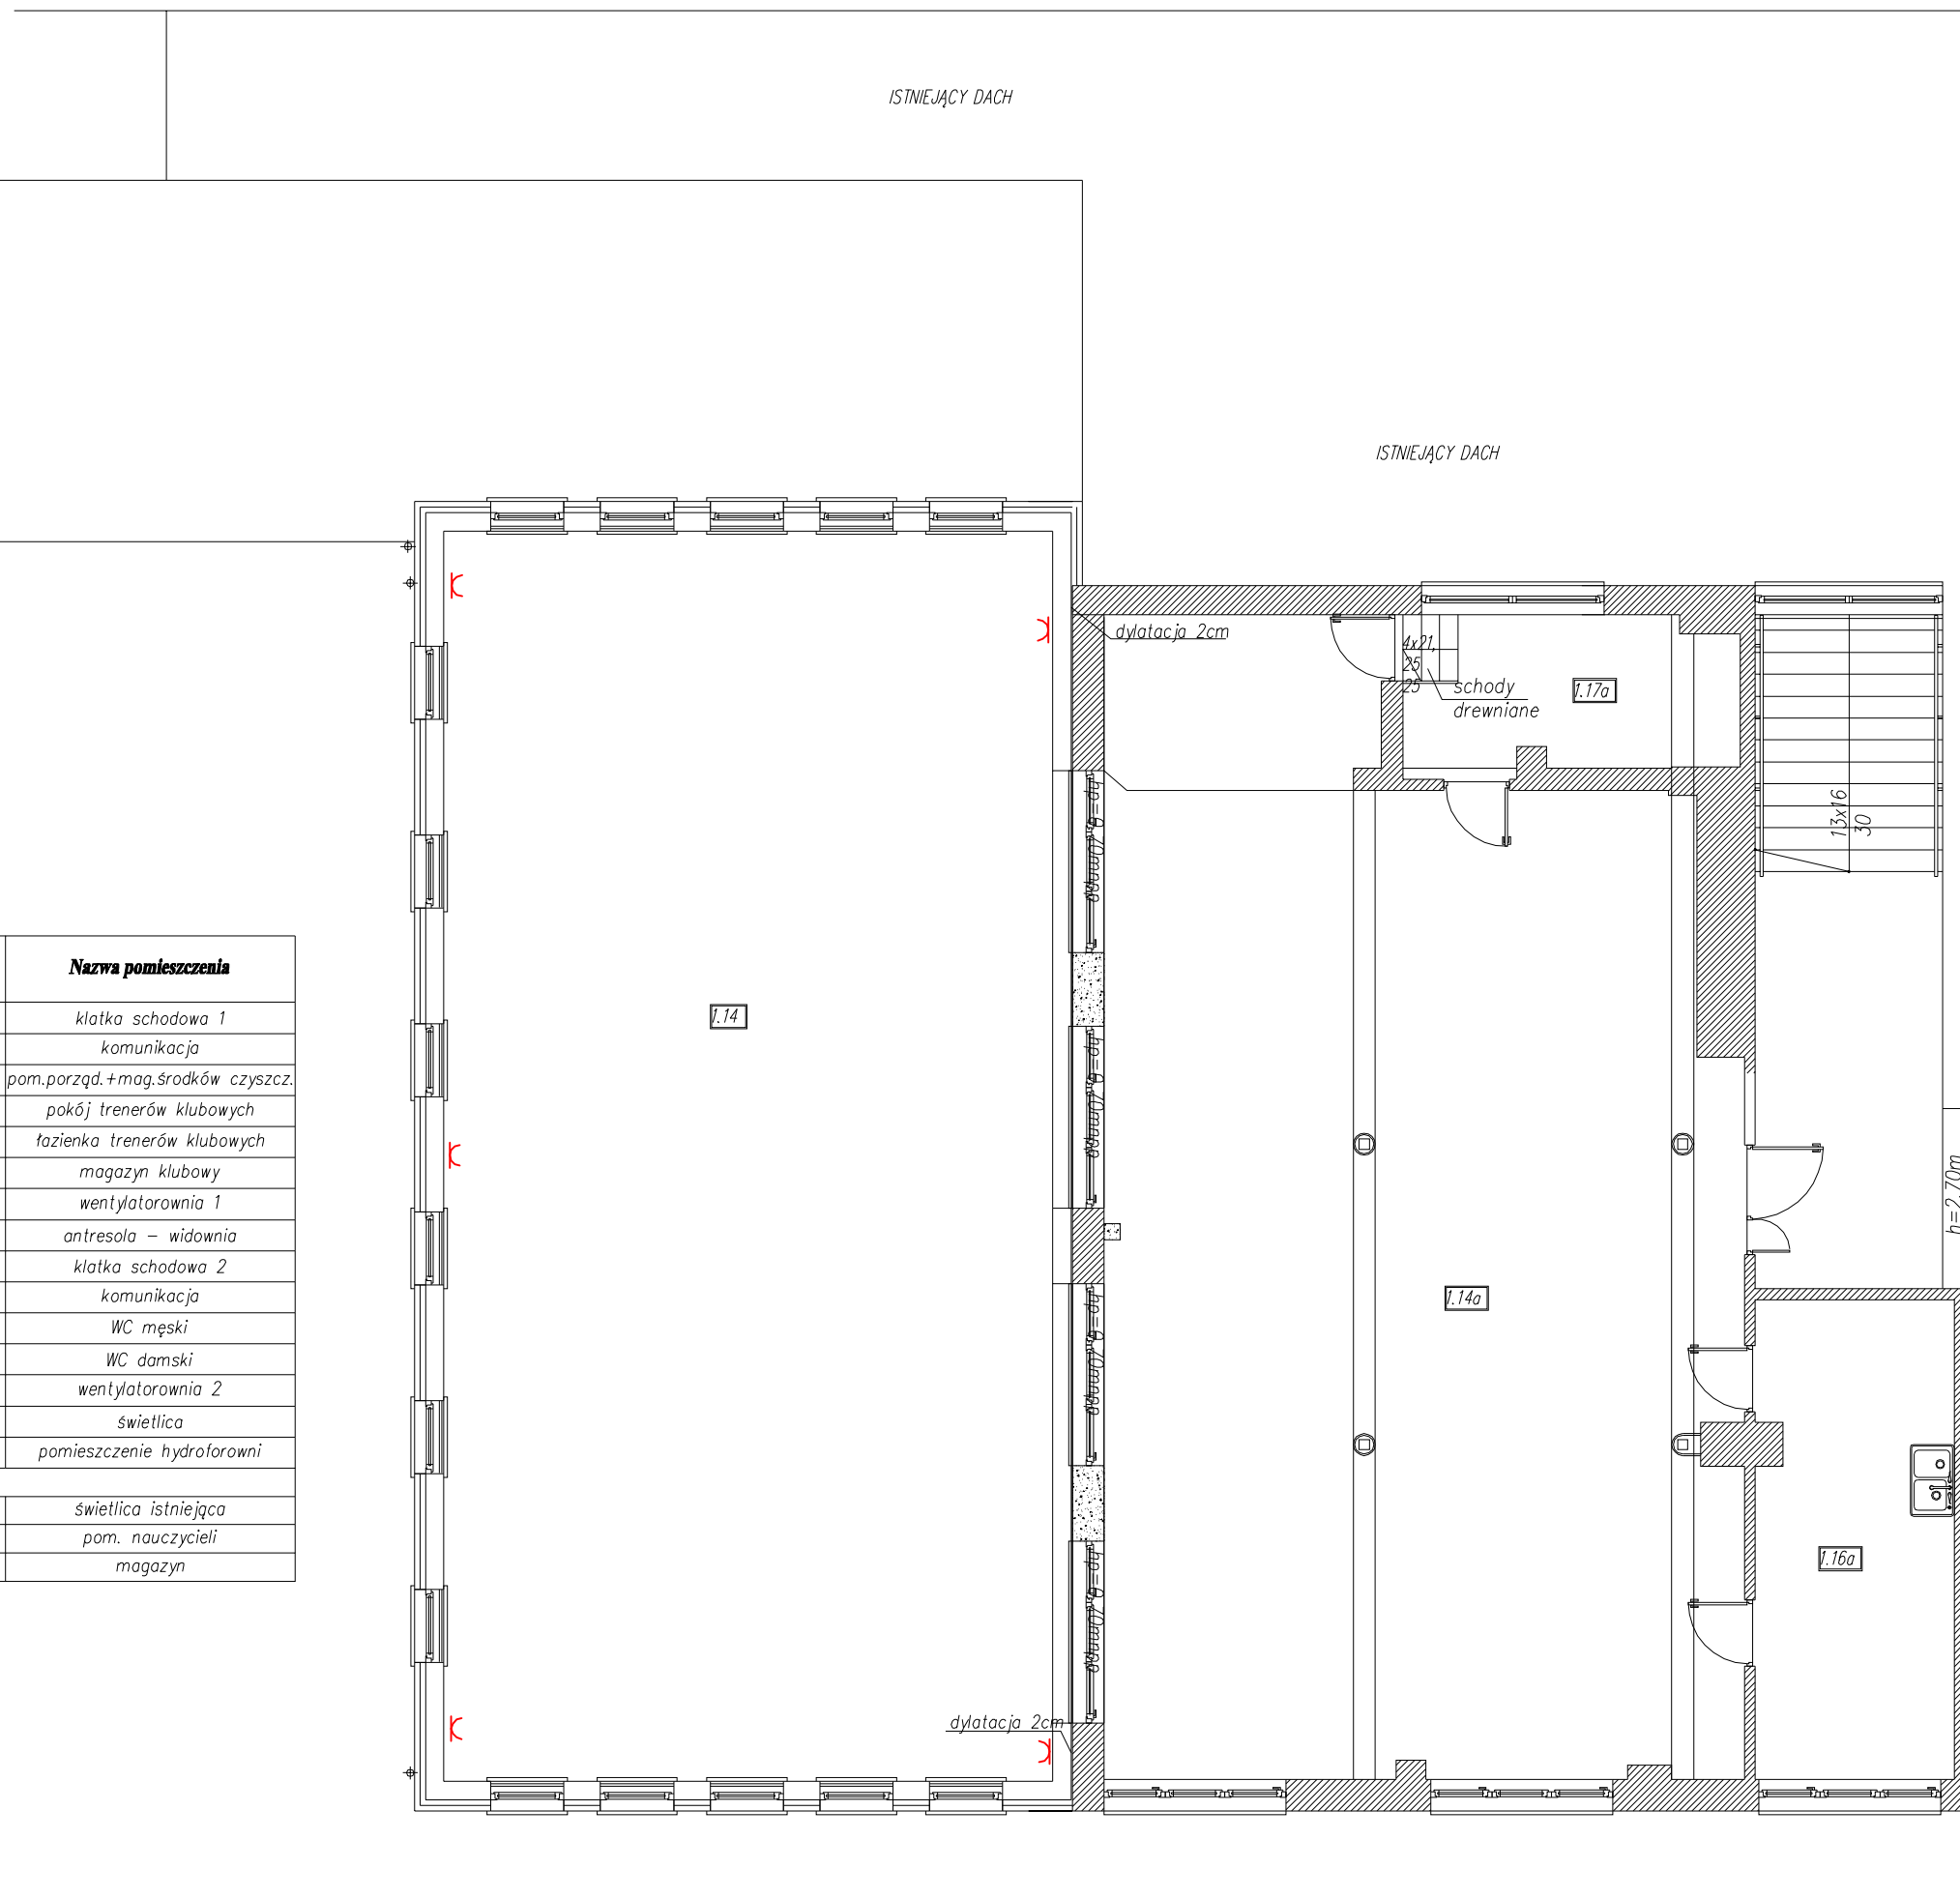 ISTNIEJĄCY DACH
ISTNIEJĄCY DACH
dylatacja 2cm
4x21,
25
25
schody
drewniane
1.17a
13x16
30
1.14
h=2,70m
1.14a
1.16a
dylatacja 2cm
Nazwa pomieszczenia
klatka schodowa 1
komunikacja
pom.porząd.+mag.środków czyszcz.
pokój trenerów klubowych
łazienka trenerów klubowych
magazyn klubowy
wentylatorownia 1
antresola – widownia
klatka schodowa 2
komunikacja
WC męski
WC damski
wentylatorownia 2
świetlica
pomieszczenie hydroforowni
świetlica istniejąca
pom. nauczycieli
magazyn